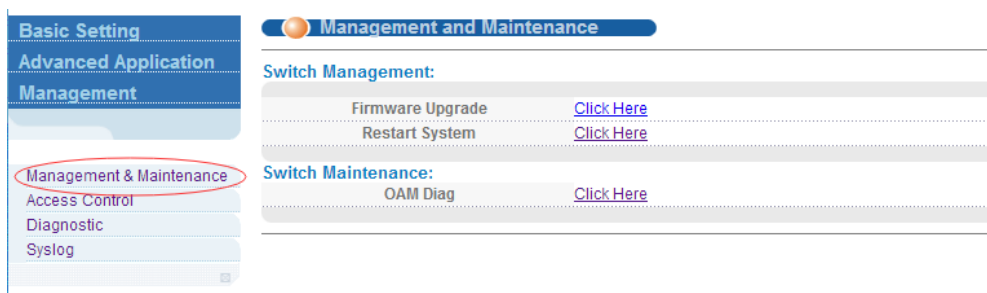 Basic Setting
Advanced Application
Management
Management & Maintenance
Access Control
Diagnostic
Syslog
Management and Maintenance
Switch Management:
Firmware Upgrade Click Here
Restart System Click Here
Switch Maintenance:
OAM Diag Click Here